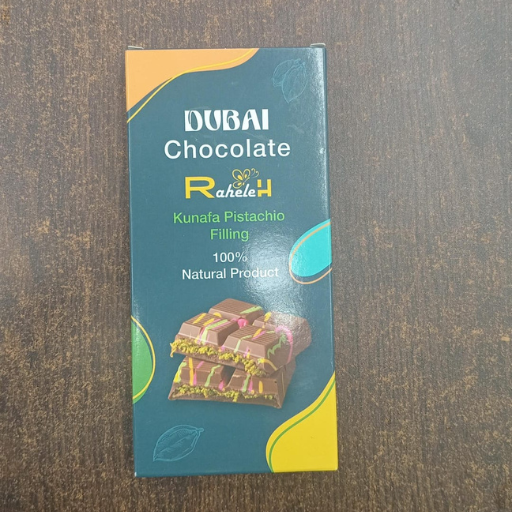 DUBAI
Chocolate
RaheleH
Kunafa Pistachio
Filling
100%
Natural Product